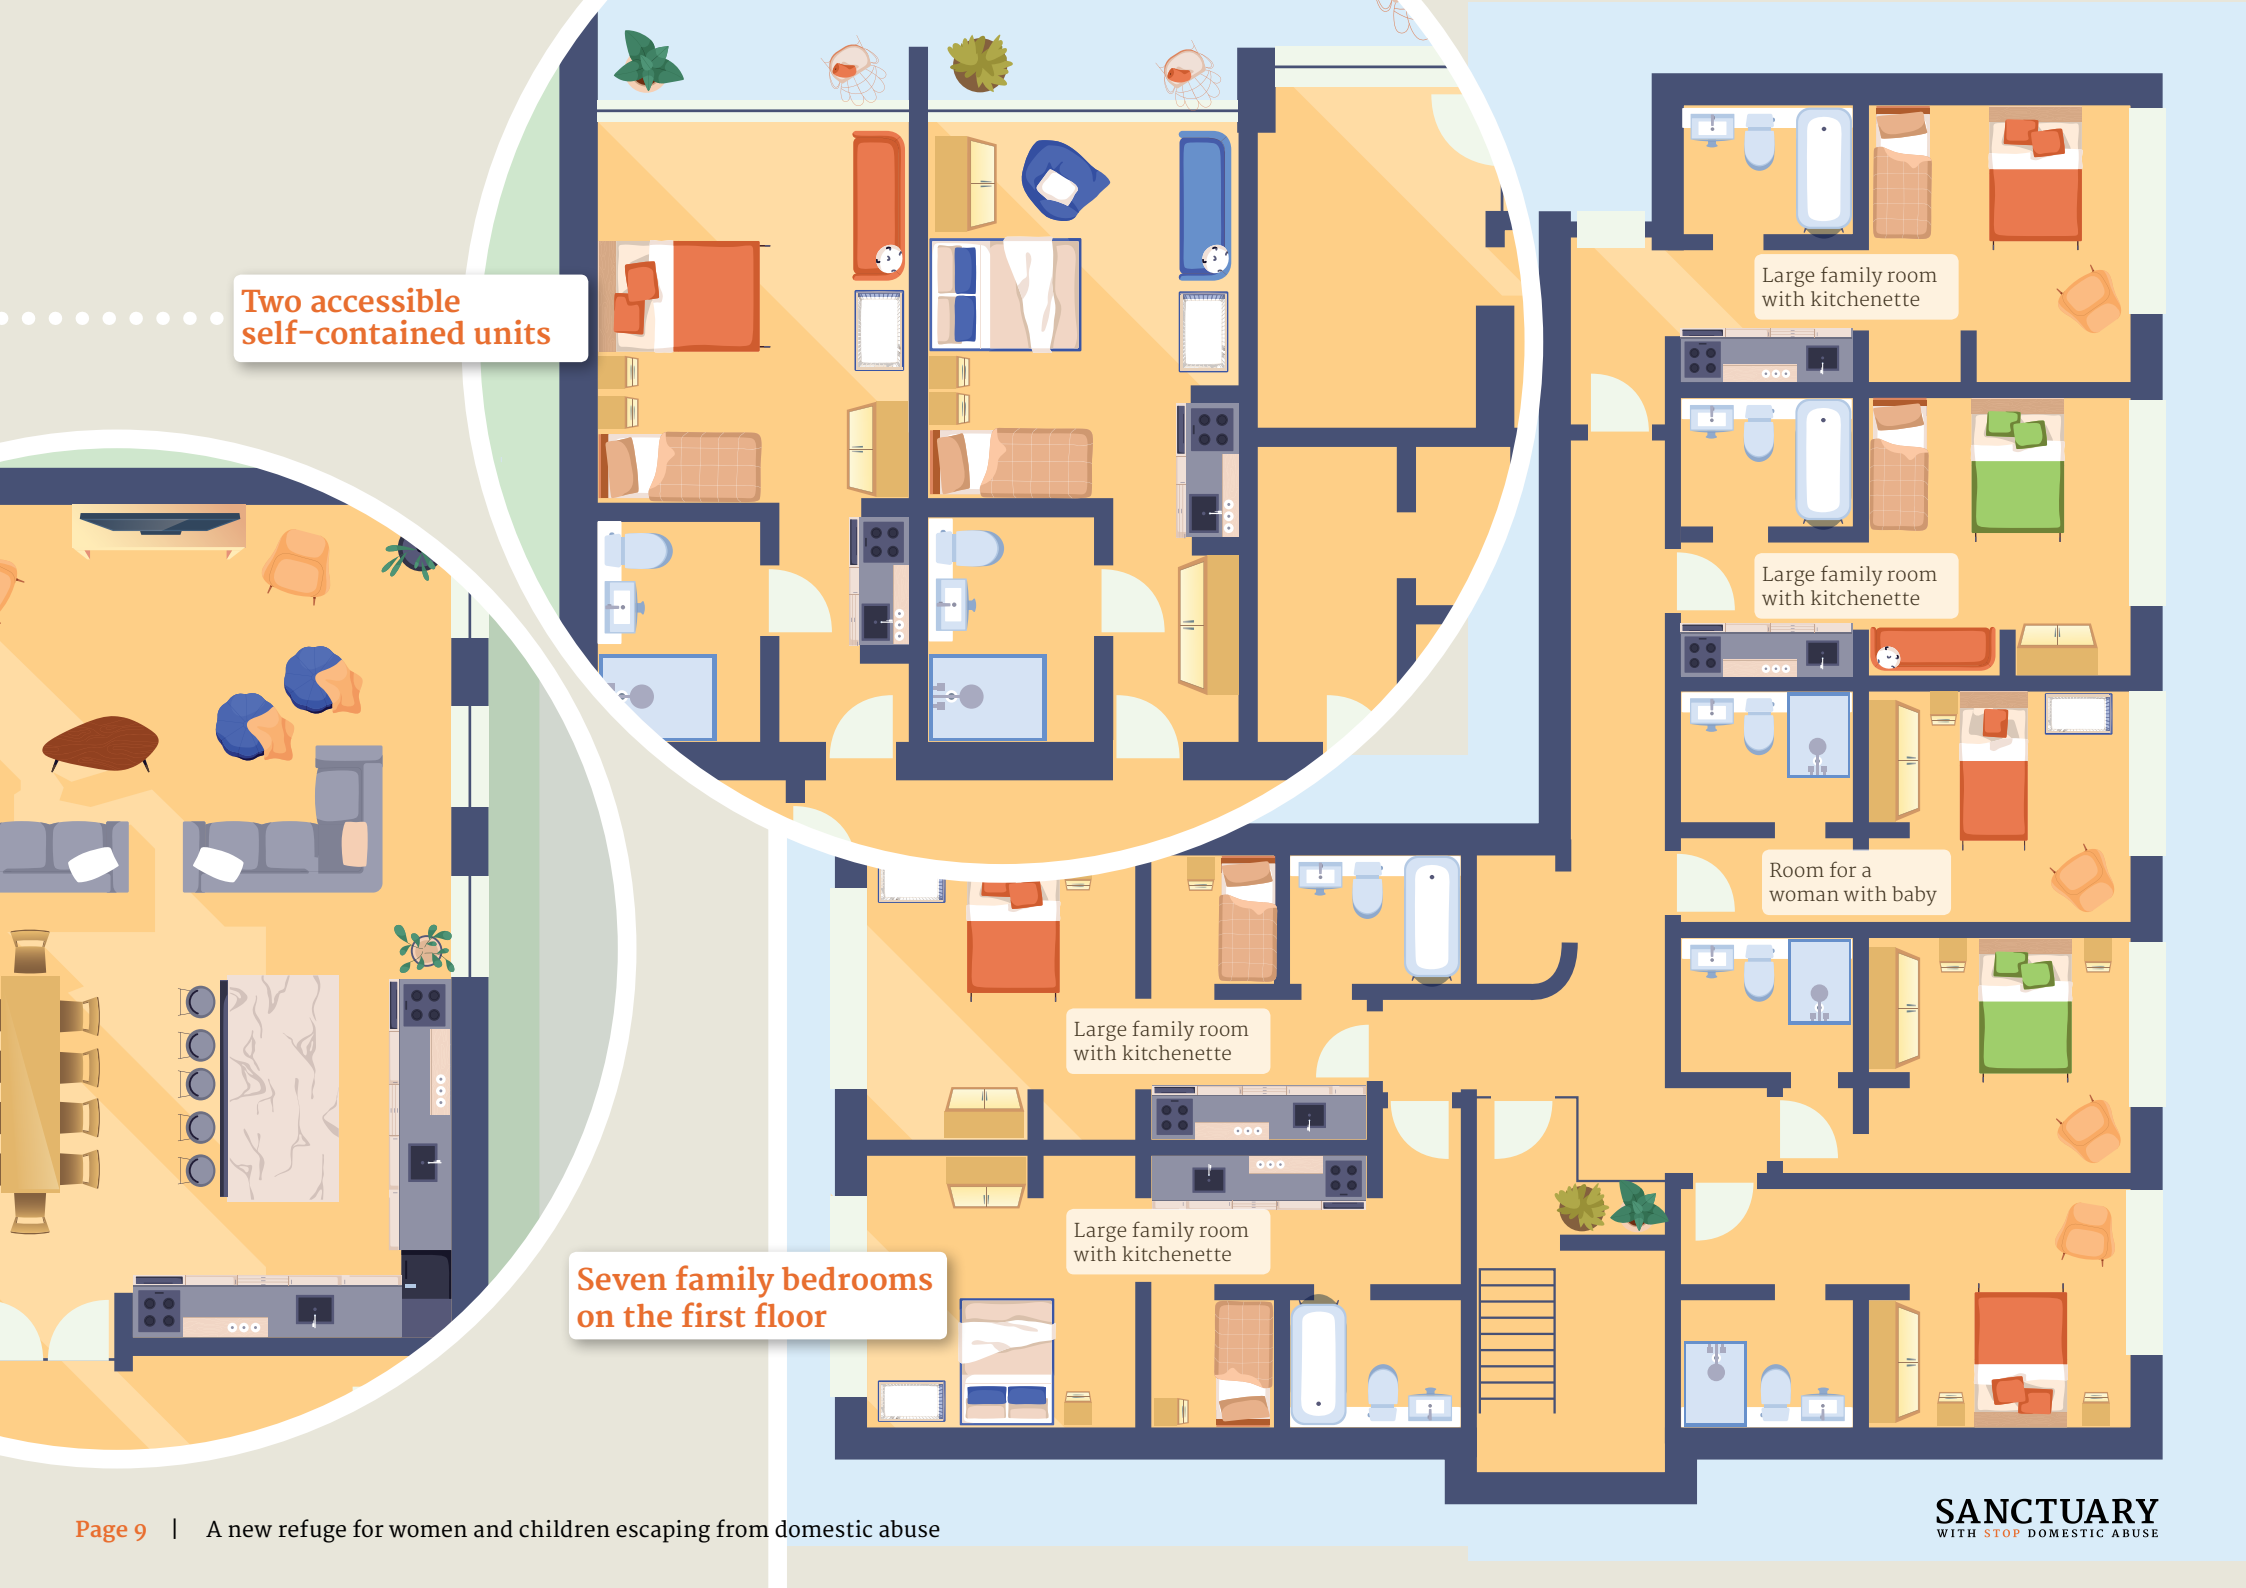 Two accessible
self-contained units
Large family room
with kitchenette
Large family room
with kitchenette
Room for a
woman with baby
Large family room
with kitchenette
Large family room
with kitchenette
Seven family bedrooms
on the first floor
Page 9 | A new refuge for women and children escaping from domestic abuse
SANCTUARY
WITH STOP DOMESTIC ABUSE